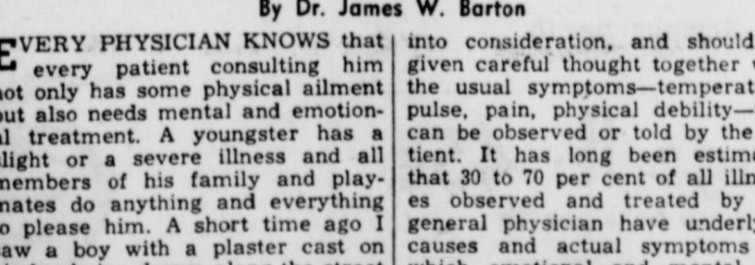 By Dr. James W. Barton
EVERY PHYSICIAN KNOWS that
every patient consulting him
not only has some physical ailment
but also needs mental and emotion-
al treatment. A youngster has a
slight or a severe illness and all
members of his family and play-
mates do anything and everything
to please him. A short time ago I
saw a boy with a plaster cast on
into consideration, and should
given careful thought together
the usual symptoms—temperat
pulse, pain, physical debility—
can be observed or told by the
tient. It has long been estim
that 30 to 70 per cent of all illn
es observed and treated by
general physician have underly
causes and actual symptoms